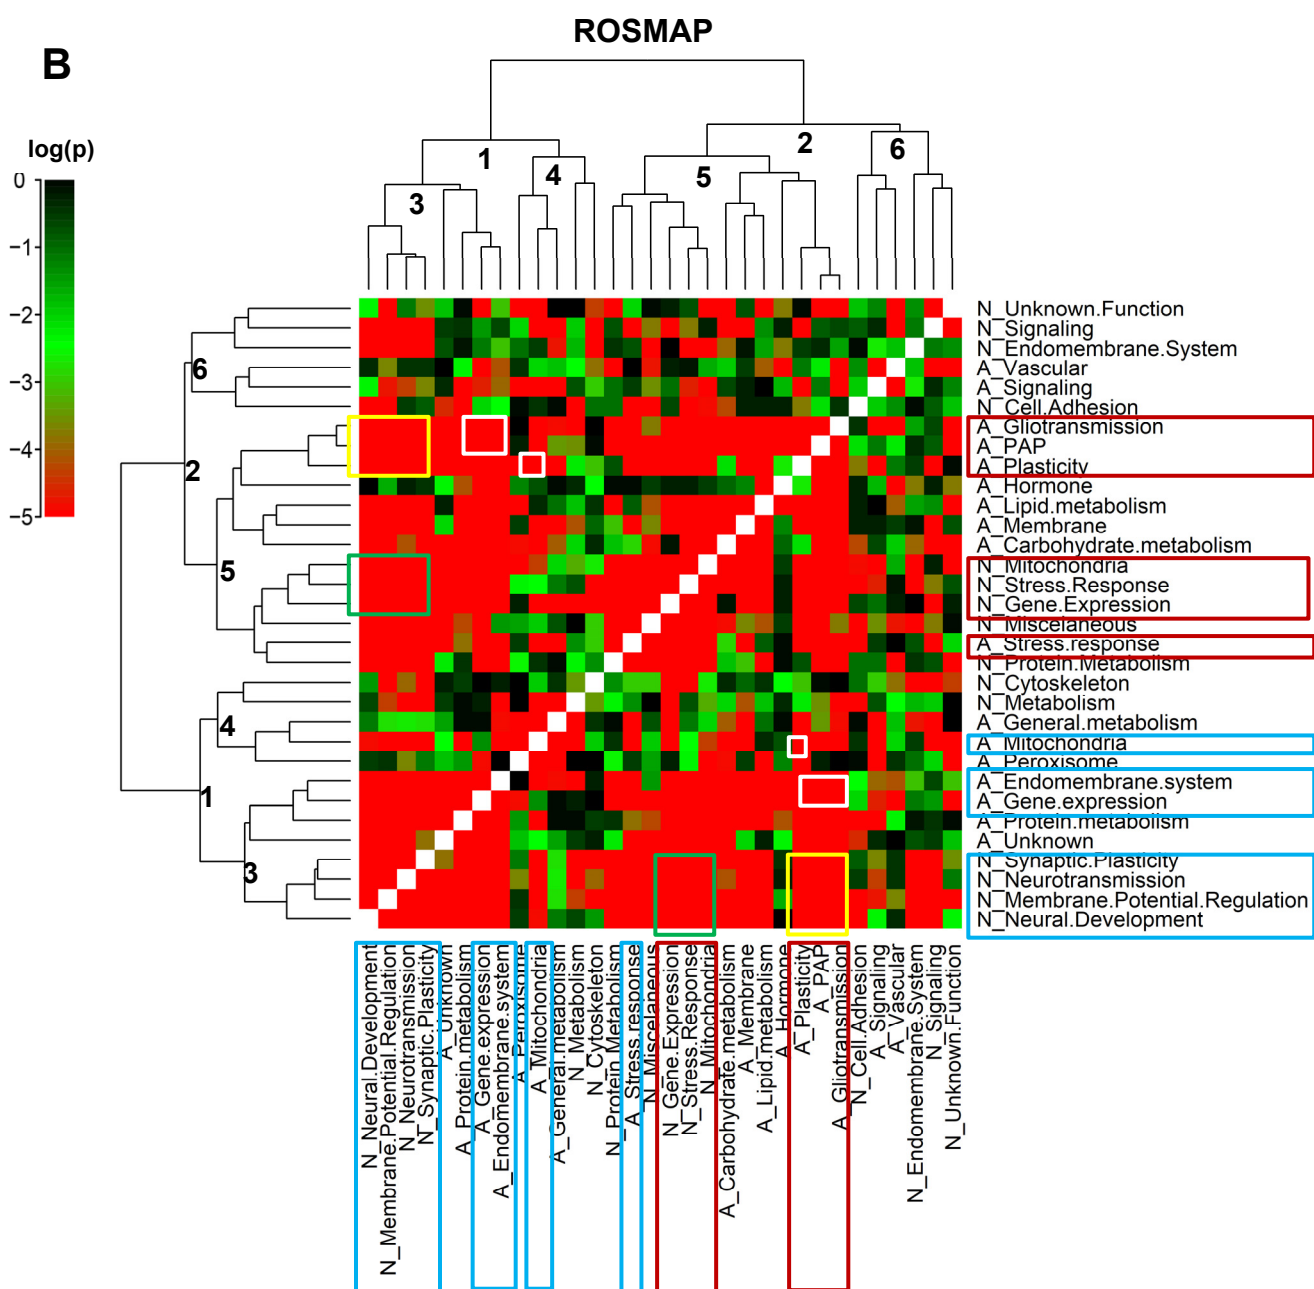 ROSMAP
B
log(p)
0
−1
−2
−3
−4
−5
1
2
3
4
5
6
6
2
5
4
1
3
N_Unknown.Function
N_Signaling
N_Endomembrane.System
A_Vascular
A_Signaling
N_Cell.Adhesion
A_Gliotransmission
A_PAP
A_Plasticity
A_Hormone
A_Lipid.metabolism
A_Membrane
A_Carbohydrate.metabolism
N_Mitochondria
N_Stress.Response
N_Gene.Expression
N_Miscelaneous
A_Stress.response
N_Protein.Metabolism
N_Cytoskeleton
N_Metabolism
A_General.metabolism
A_Mitochondria
A_Peroxisome
A_Endomembrane.system
A_Gene.expression
A_Protein.metabolism
A_Unknown
N_Synaptic.Plasticity
N_Neurotransmission
N_Membrane.Potential.Regulation
N_Neural.Development
N_Neural.Development
N_Membrane.Potential.Regulation
N_Neurotransmission
N_Synaptic.Plasticity
A_Unknown
A_Protein.metabolism
A_Gene.expression
A_Endomembrane.system
A_Peroxisome
A_Mitochondria
A_General.metabolism
N_Metabolism
N_Cytoskeleton
N_Protein.Metabolism
A_Stress.response
N_Miscelaneous
N_Gene.Expression
N_Stress.Response
N_Mitochondria
A_Carbohydrate.metabolism
A_Membrane
A_Lipid.metabolism
A_Hormone
A_Plasticity
A_PAP
A_Gliotransmission
N_Cell.Adhesion
A_Signaling
A_Vascular
N_Endomembrane.System
N_Signaling
N_Unknown.Function